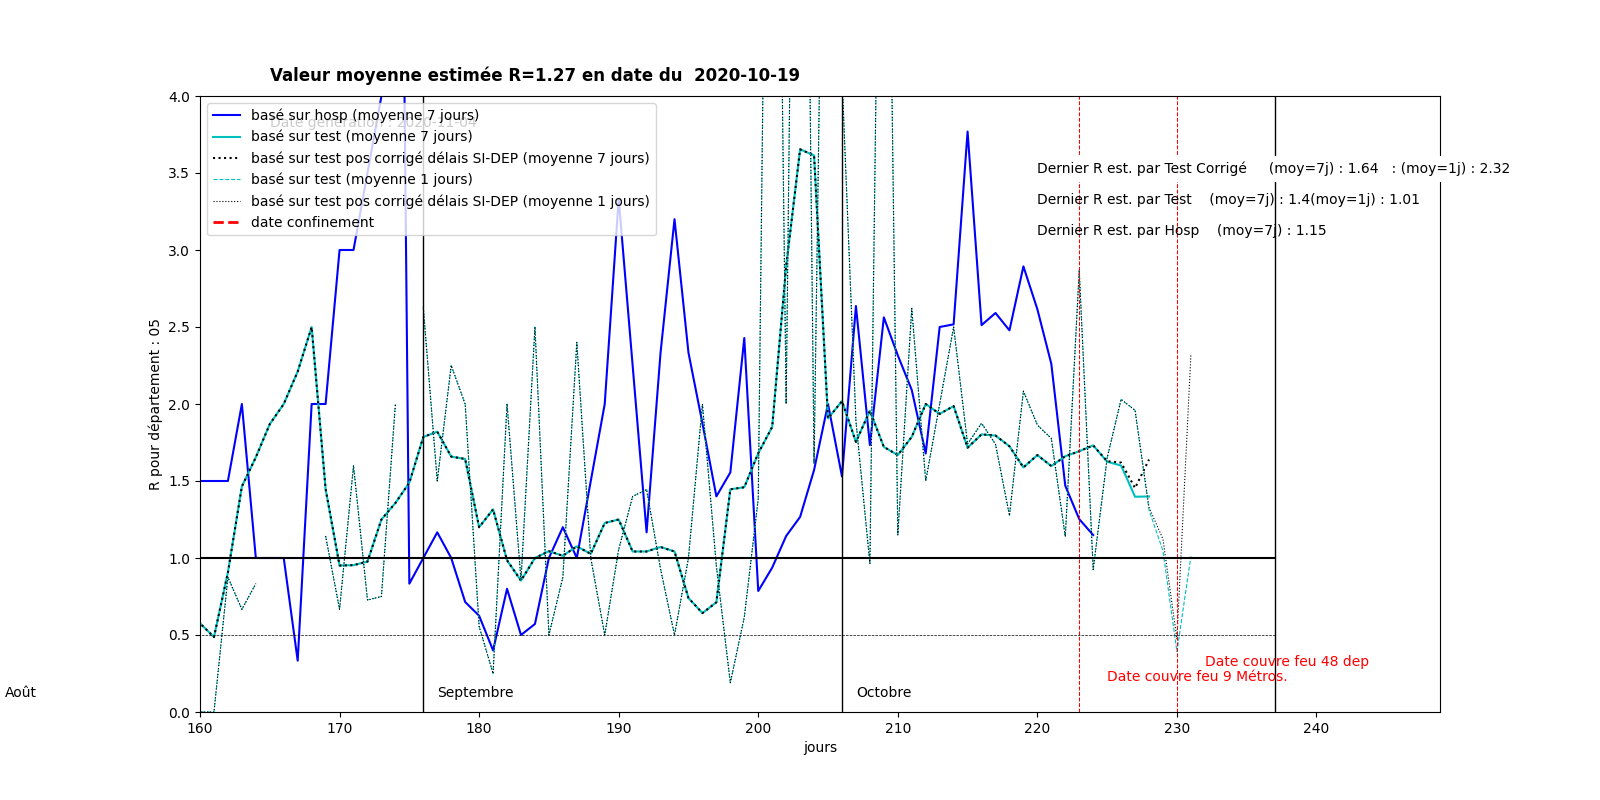 Valeur moyenne estimée R=1.27 en date du  2020-10-19
Date génération : 2020-11-04
basé sur hosp (moyenne 7 jours)
basé sur test (moyenne 7 jours)
basé sur test pos corrigé délais SI-DEP (moyenne 7 jours)
basé sur test (moyenne 1 jours)
basé sur test pos corrigé délais SI-DEP (moyenne 1 jours)
date confinement
Dernier R est. par Test Corrigé     (moy=7j) : 1.64   : (moy=1j) : 2.32
Dernier R est. par Test    (moy=7j) : 1.4(moy=1j) : 1.01
Dernier R est. par Hosp    (moy=7j) : 1.15
R pour département : 05
4.0
3.5
3.0
2.5
2.0
1.5
1.0
0.5
0.0
Date couvre feu 48 dep
Date couvre feu 9 Métros.
Août
Septembre
Octobre
160 170 180 190 200 210 220 230 240
jours